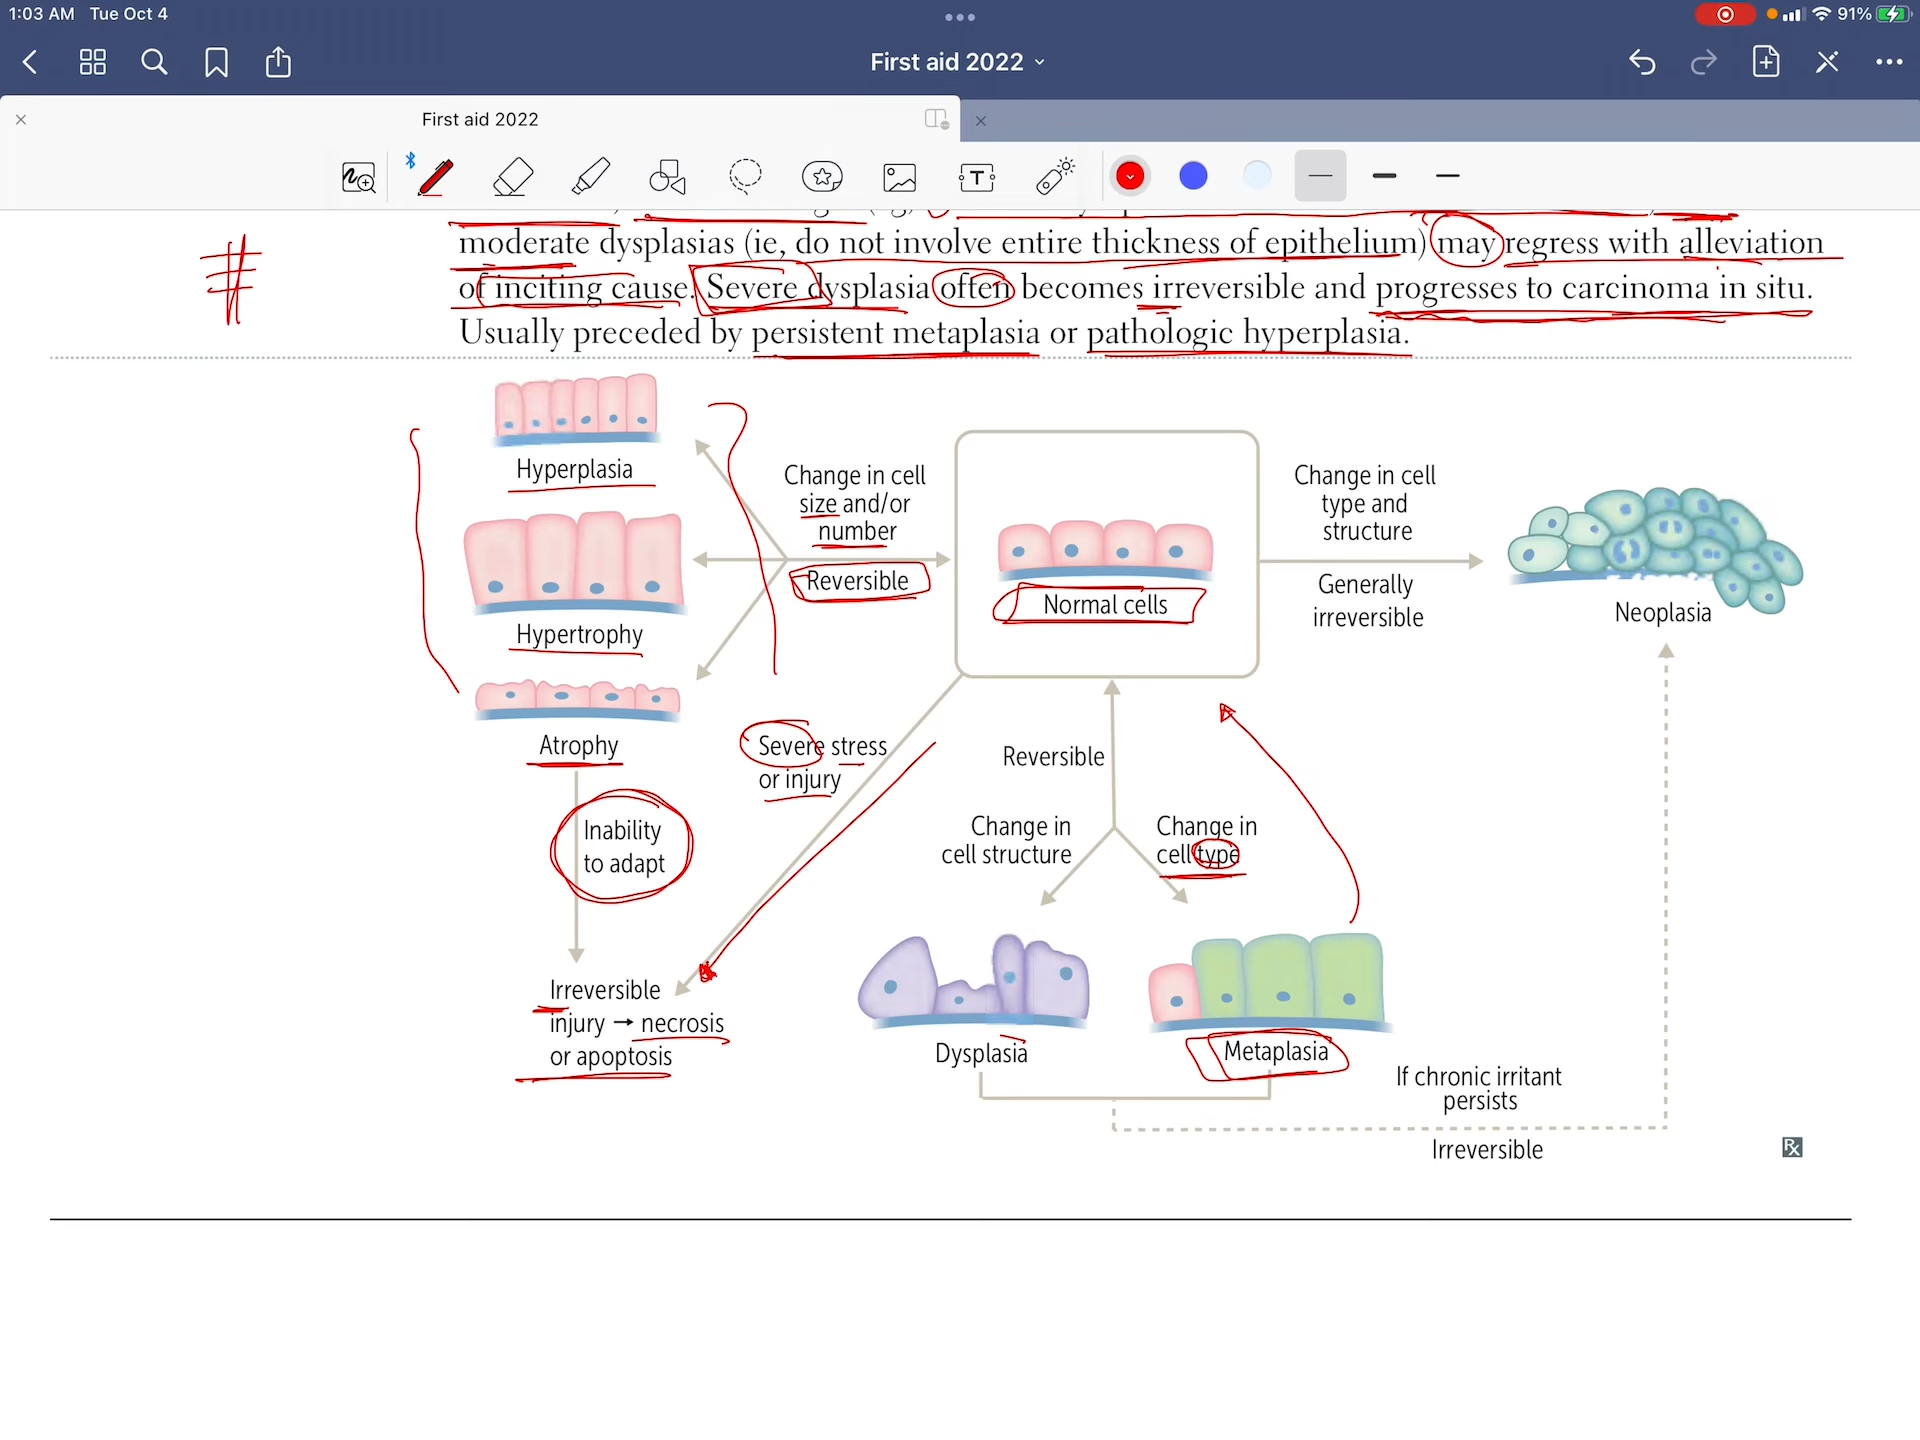 1:03 AM Tue Oct 4
91%
First aid 2022
First aid 2022
moderate dysplasias (ie, do not involve entire thickness of epithelium) may regress with alleviation
of inciting cause. Severe dysplasia often becomes irreversible and progresses to carcinoma in situ.
Usually preceded by persistent metaplasia or pathologic hyperplasia.
#
Hyperplasia
Hypertrophy
Atrophy
Change in cell
size and/or
number
Reversible
Normal cells
Change in cell
type and
structure
Generally
irreversible
Neoplasia
Severe stress
or injury
Inability
to adapt
Irreversible
injury → necrosis
or apoptosis
Reversible
Change in
cell structure
Change in
cell type
Dysplasia
Metaplasia
If chronic irritant
persists
Irreversible
Rx